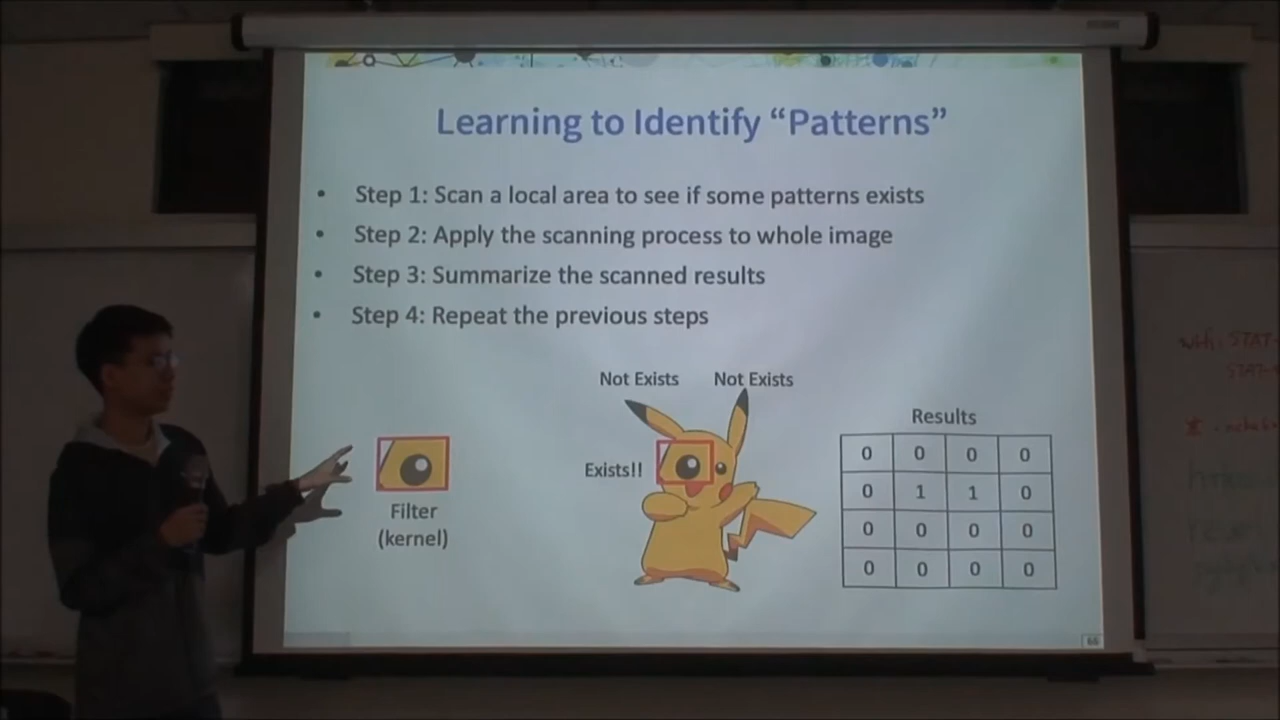 Learning to Identify “Patterns”
• Step 1: Scan a local area to see if some patterns exists
• Step 2: Apply the scanning process to whole image
• Step 3: Summarize the scanned results
• Step 4: Repeat the previous steps
Not Exists Not Exists
Exists!!
Filter
(kernel)
Results
0 0 0 0
0 1 1 0
0 0 0 0
0 0 0 0
66